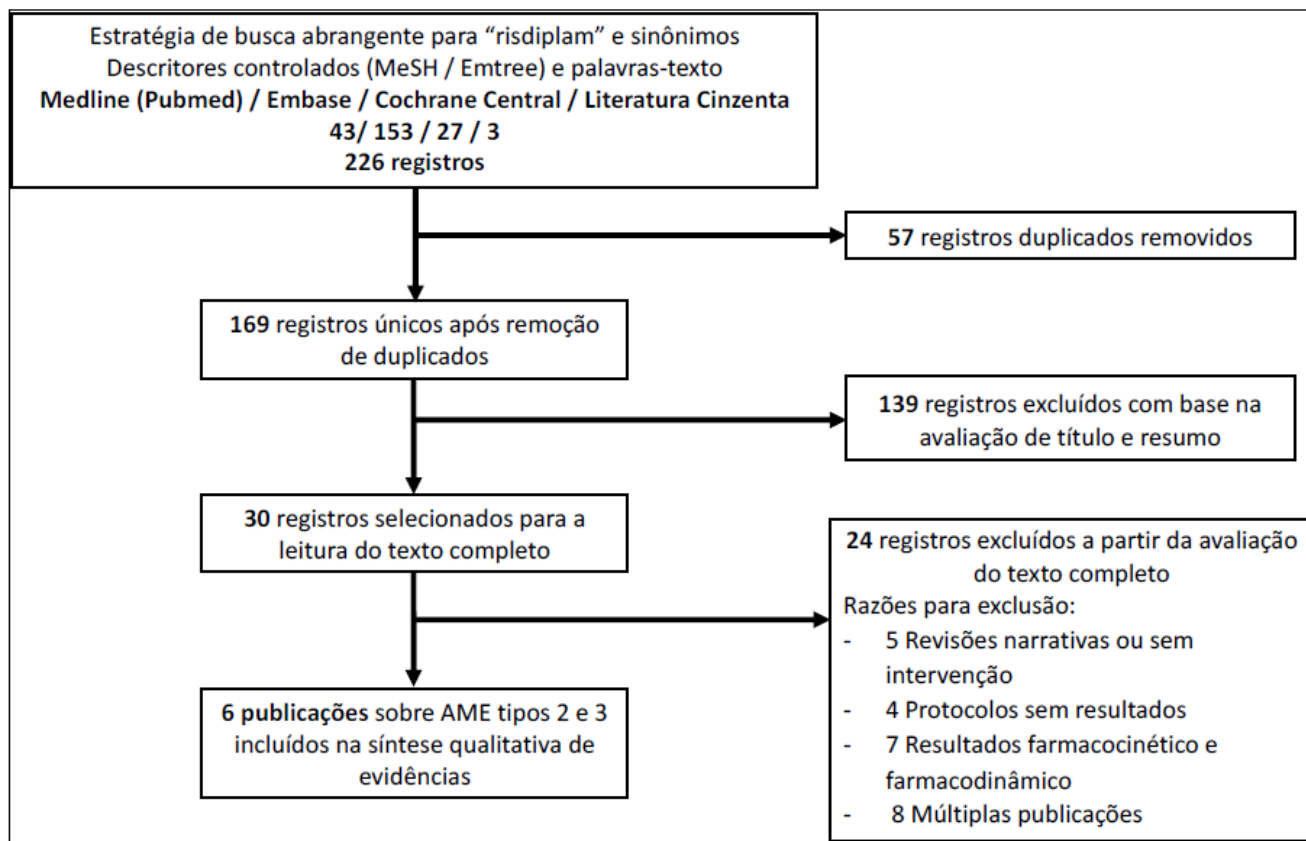 Estratégia de busca abrangente para “risdiplam” e sinônimos
Descritores controlados (MeSH / Emtree) e palavras-texto
Medline (Pubmed) / Embase / Cochrane Central / Literatura Cinzenta
43/ 153 / 27 / 3
226 registros
57 registros duplicados removidos
169 registros únicos após remoção
de duplicados
139 registros excluídos com base na
avaliação de título e resumo
30 registros selecionados para a
leitura do texto completo
24 registros excluídos a partir da avaliação
do texto completo
Razões para exclusão:
- 5 Revisões narrativas ou sem
intervenção
- 4 Protocolos sem resultados
- 7 Resultados farmacocinético e
farmacodinâmico
- 8 Múltiplas publicações
6 publicações sobre AME tipos 2 e 3
incluídos na síntese qualitativa de
evidências